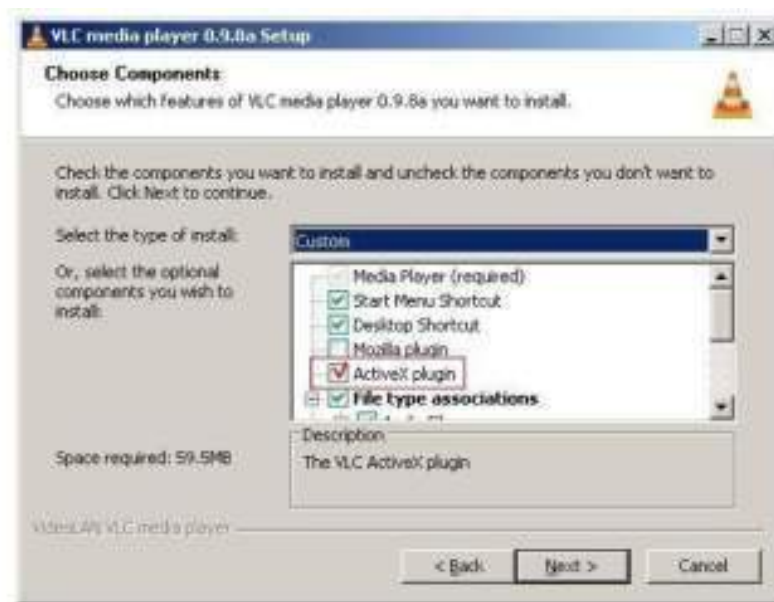 VLC media player 0.9.8a Setup
Choose Components
Choose which features of VLC media player 0.9.8a you want to install.
Check the components you want to install and uncheck the components you don't want to
install. Click Next to continue.
Select the type of install:
Custom
Or, select the optional
components you wish to
install:
Media Player (required)
Start Menu Shortcut
Desktop Shortcut
Mozilla plugin
ActiveX plugin
File type associations
Space required: 59.5MB
Description
The VLC ActiveX plugin
VideoLAN VLC media player
< Back
Next >
Cancel